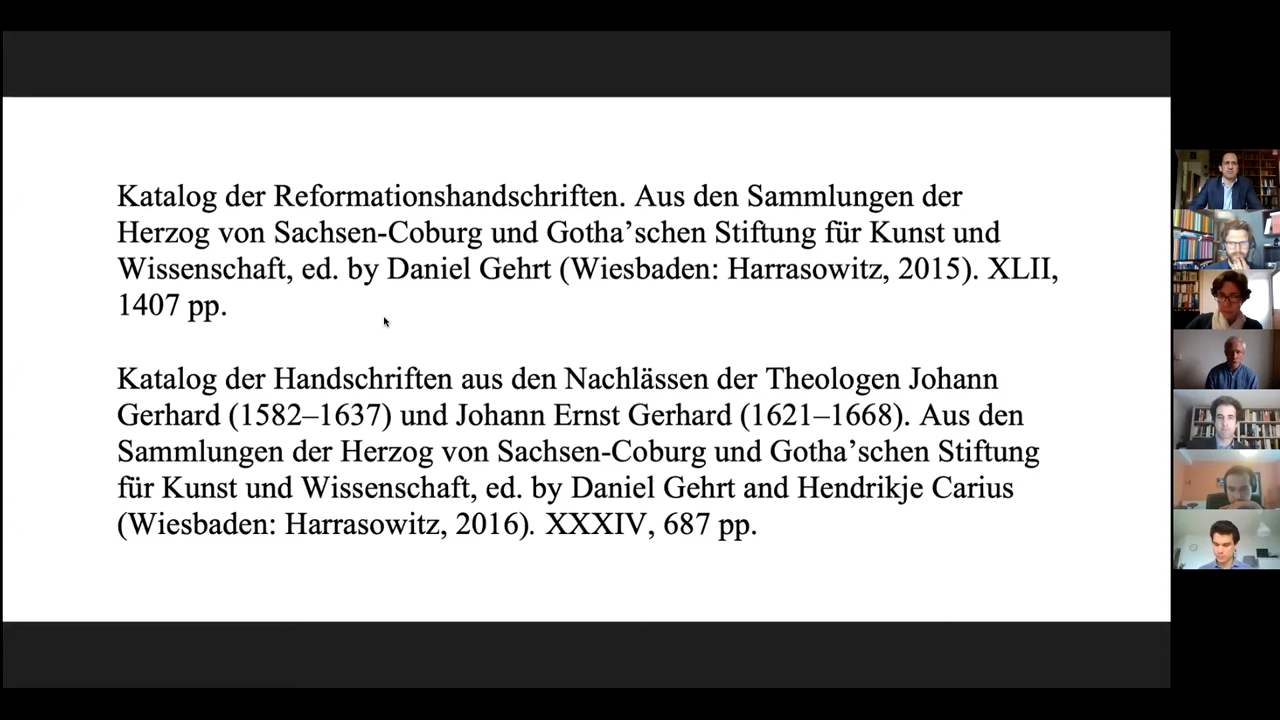 Katalog der Reformationshandschriften. Aus den Sammlungen der
Herzog von Sachsen-Coburg und Gotha’schen Stiftung für Kunst und
Wissenschaft, ed. by Daniel Gehrt (Wiesbaden: Harrasowitz, 2015). XLII,
1407 pp.
Katalog der Handschriften aus den Nachlässen der Theologen Johann
Gerhard (1582–1637) und Johann Ernst Gerhard (1621–1668). Aus den
Sammlungen der Herzog von Sachsen-Coburg und Gotha’schen Stiftung
für Kunst und Wissenschaft, ed. by Daniel Gehrt and Hendrikje Carius
(Wiesbaden: Harrasowitz, 2016). XXXIV, 687 pp.